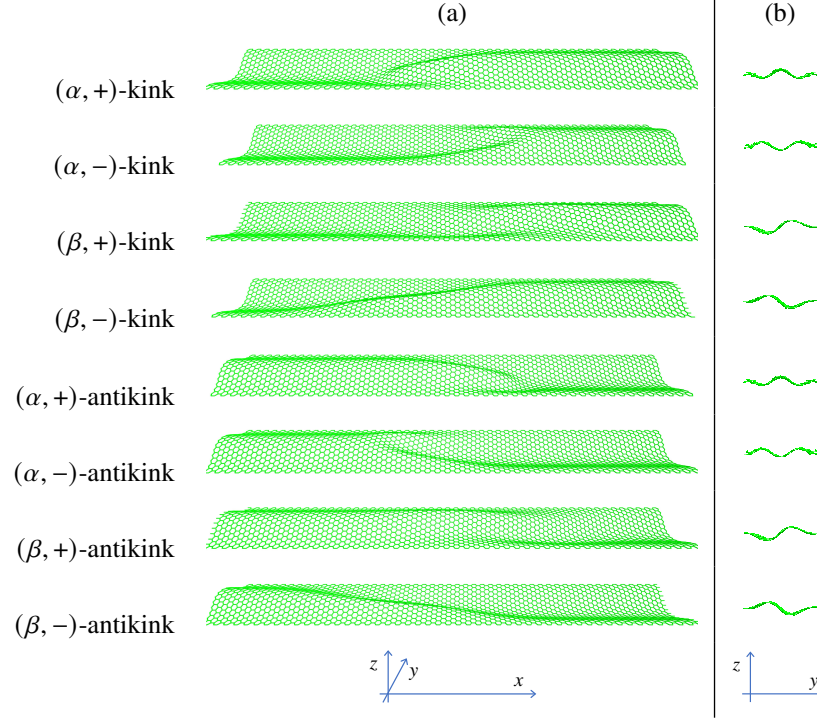 (a) (b)
(α, +)-kink
(α, −)-kink
(β, +)-kink
(β, −)-kink
(α, +)-antikink
(α, −)-antikink
(β, +)-antikink
(β, −)-antikink
z y x z y